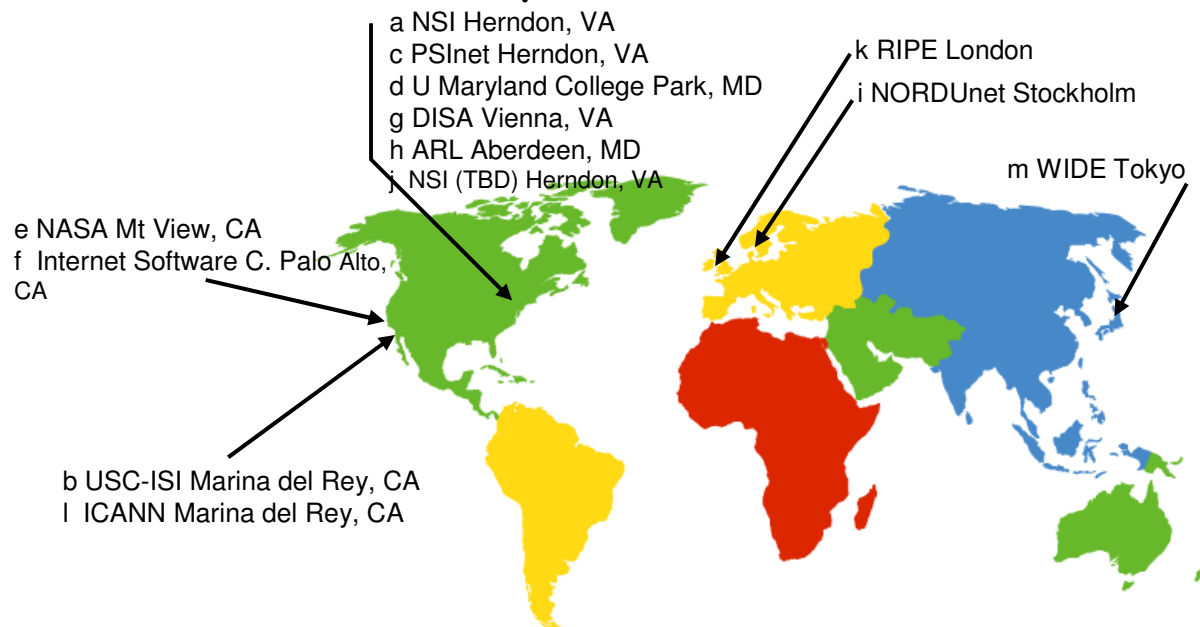 a NSI Herndon, VA
c PSInet Herndon, VA
d U Maryland College Park, MD
g DISA Vienna, VA
h ARL Aberdeen, MD
j NSI (TBD) Herndon, VA
k RIPE London
i NORDUnet Stockholm
m WIDE Tokyo
e NASA Mt View, CA
f Internet Software C. Palo Alto,
CA
b USC-ISI Marina del Rey, CA
l ICANN Marina del Rey, CA